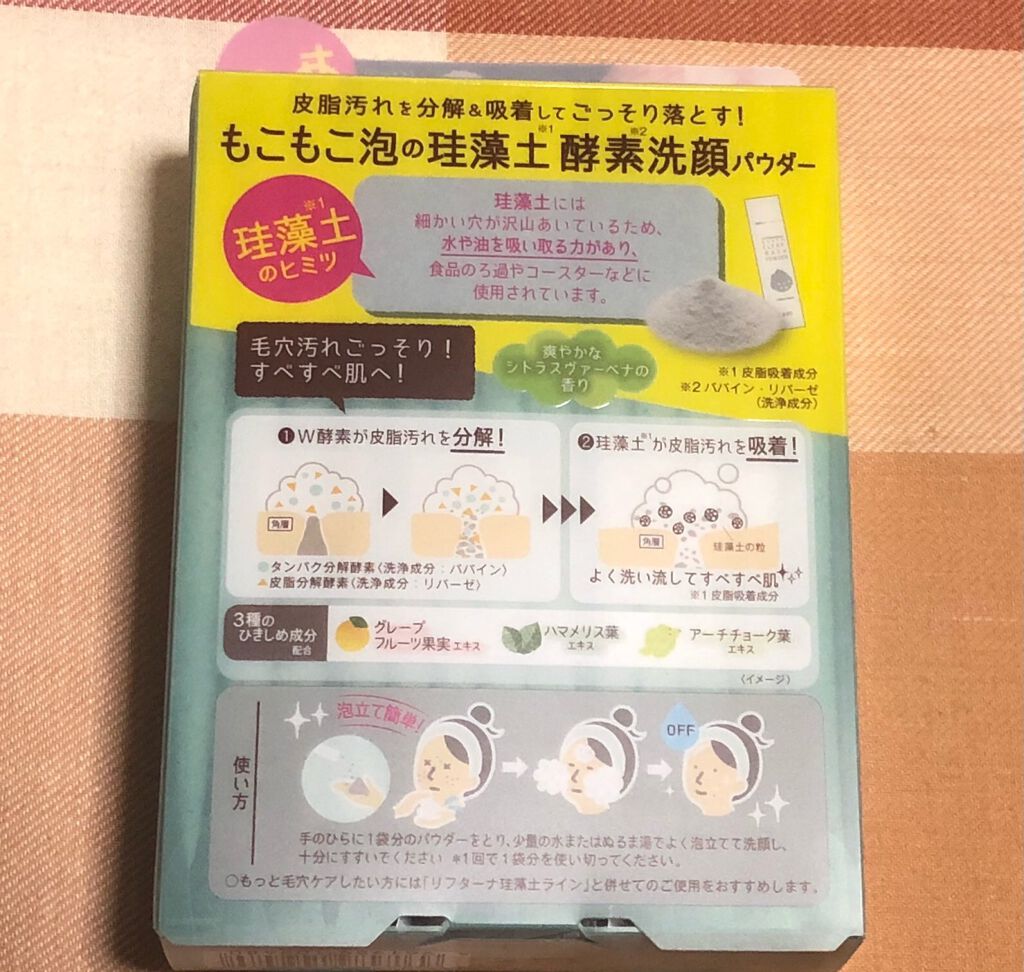 皮脂汚れを分解&吸着してごっそり落とす!
もこもこ泡の珪藻土※1酵素※2洗顔パウダー
珪藻土※1
のヒミツ
珪藻土には
細かい穴が沢山あいているため、
水や油を吸い取る力があり、
食品のろ過やコースターなどに
使用されています。
毛穴汚れごっそり!
すべすべ肌へ!
爽やかな
シトラスヴァーベナの
香り
※1 皮脂吸着成分
※2 パパイン・リパーゼ
(洗浄成分)
❶W酵素が皮脂汚れを分解!
角層
●タンパク分解酵素〈洗浄成分:パパイン〉
▲皮脂分解酵素〈洗浄成分:リパーゼ〉
❷珪藻土※1が皮脂汚れを吸着!
角層
珪藻土の粒
よく洗い流してすべすべ肌
※1 皮脂吸着成分
3種の
ひきしめ成分
配合
グレープ
フルーツ果実エキス
ハマメリス葉
エキス
アーチチョーク葉
エキス
〈イメージ〉
使い方
泡立て簡単!
OFF
手のひらに1袋分のパウダーをとり、少量の水またはぬるま湯でよく泡立てて洗顔し、
十分にすすいでください ※1回で1袋分を使い切ってください。
○もっと毛穴ケアしたい方には「リフターナ珪藻土ライン」と併せてのご使用をおすすめします。